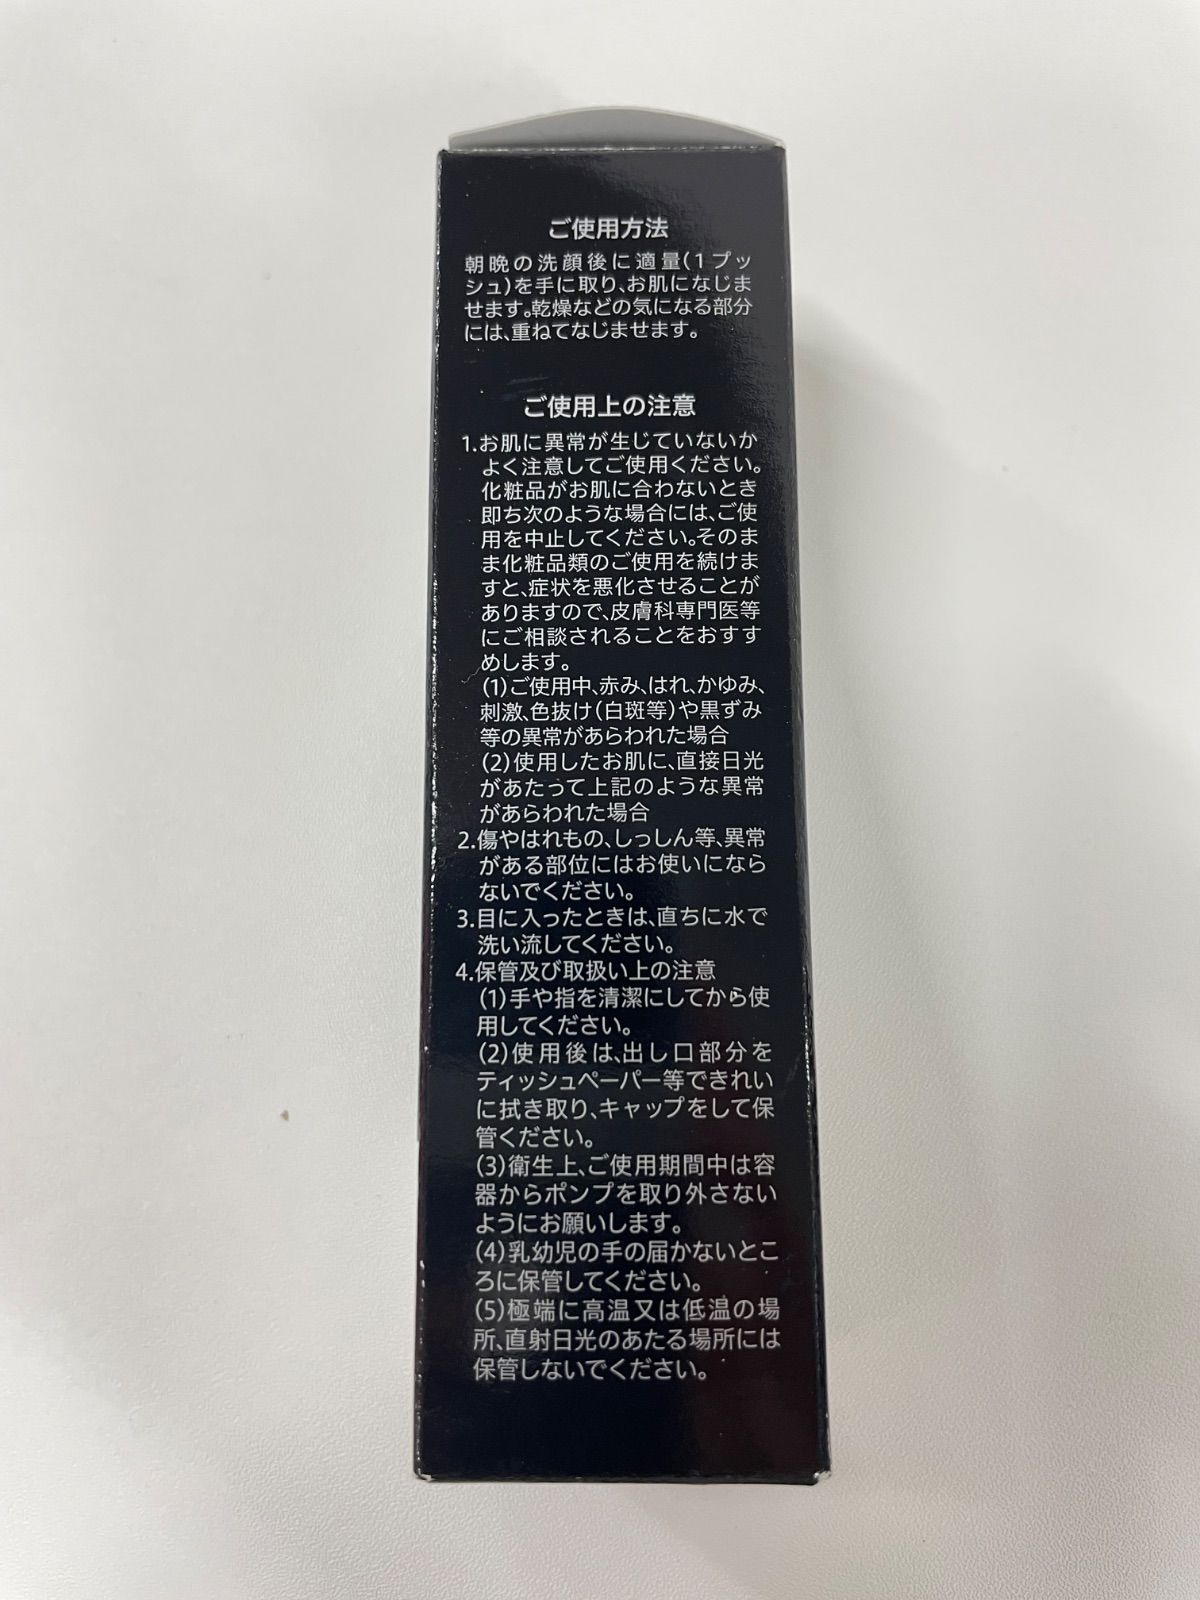 ご使用方法
朝晩の洗顔後に適量(1プッ
シュ)を手に取り、お肌になじま
せます。乾燥などの気になる部分
には、重ねてなじませます。
ご使用上の注意
1.お肌に異常が生じていないか
よく注意してご使用ください。
化粧品がお肌に合わないとき
即ち次のような場合には、ご使
用を中止してください。そのま
ま化粧品類のご使用を続けま
すと、症状を悪化させることが
ありますので、皮膚科専門医等
にご相談されることをおすす
めします。
(1)ご使用中、赤み、はれ、かゆみ、
刺激、色抜け(白斑等)や黒ずみ
等の異常があらわれた場合
(2)使用したお肌に、直接日光
があたって上記のような異常
があらわれた場合
2.傷やはれもの、しっしん等、異常
がある部位にはお使いになら
ないでください。
3.目に入ったときは、直ちに水で
洗い流してください。
4.保管及び取扱い上の注意
(1)手や指を清潔にしてから使
用してください。
(2)使用後は、出し口部分を
ティッシュペーパー等できれい
に拭き取り、キャップをして保
管ください。
(3)衛生上、ご使用期間中は容
器からポンプを取り外さない
ようにお願いします。
(4)乳幼児の手の届かないとこ
ろに保管してください。
(5)極端に高温又は低温の場
所、直射日光のあたる場所には
保管しないでください。